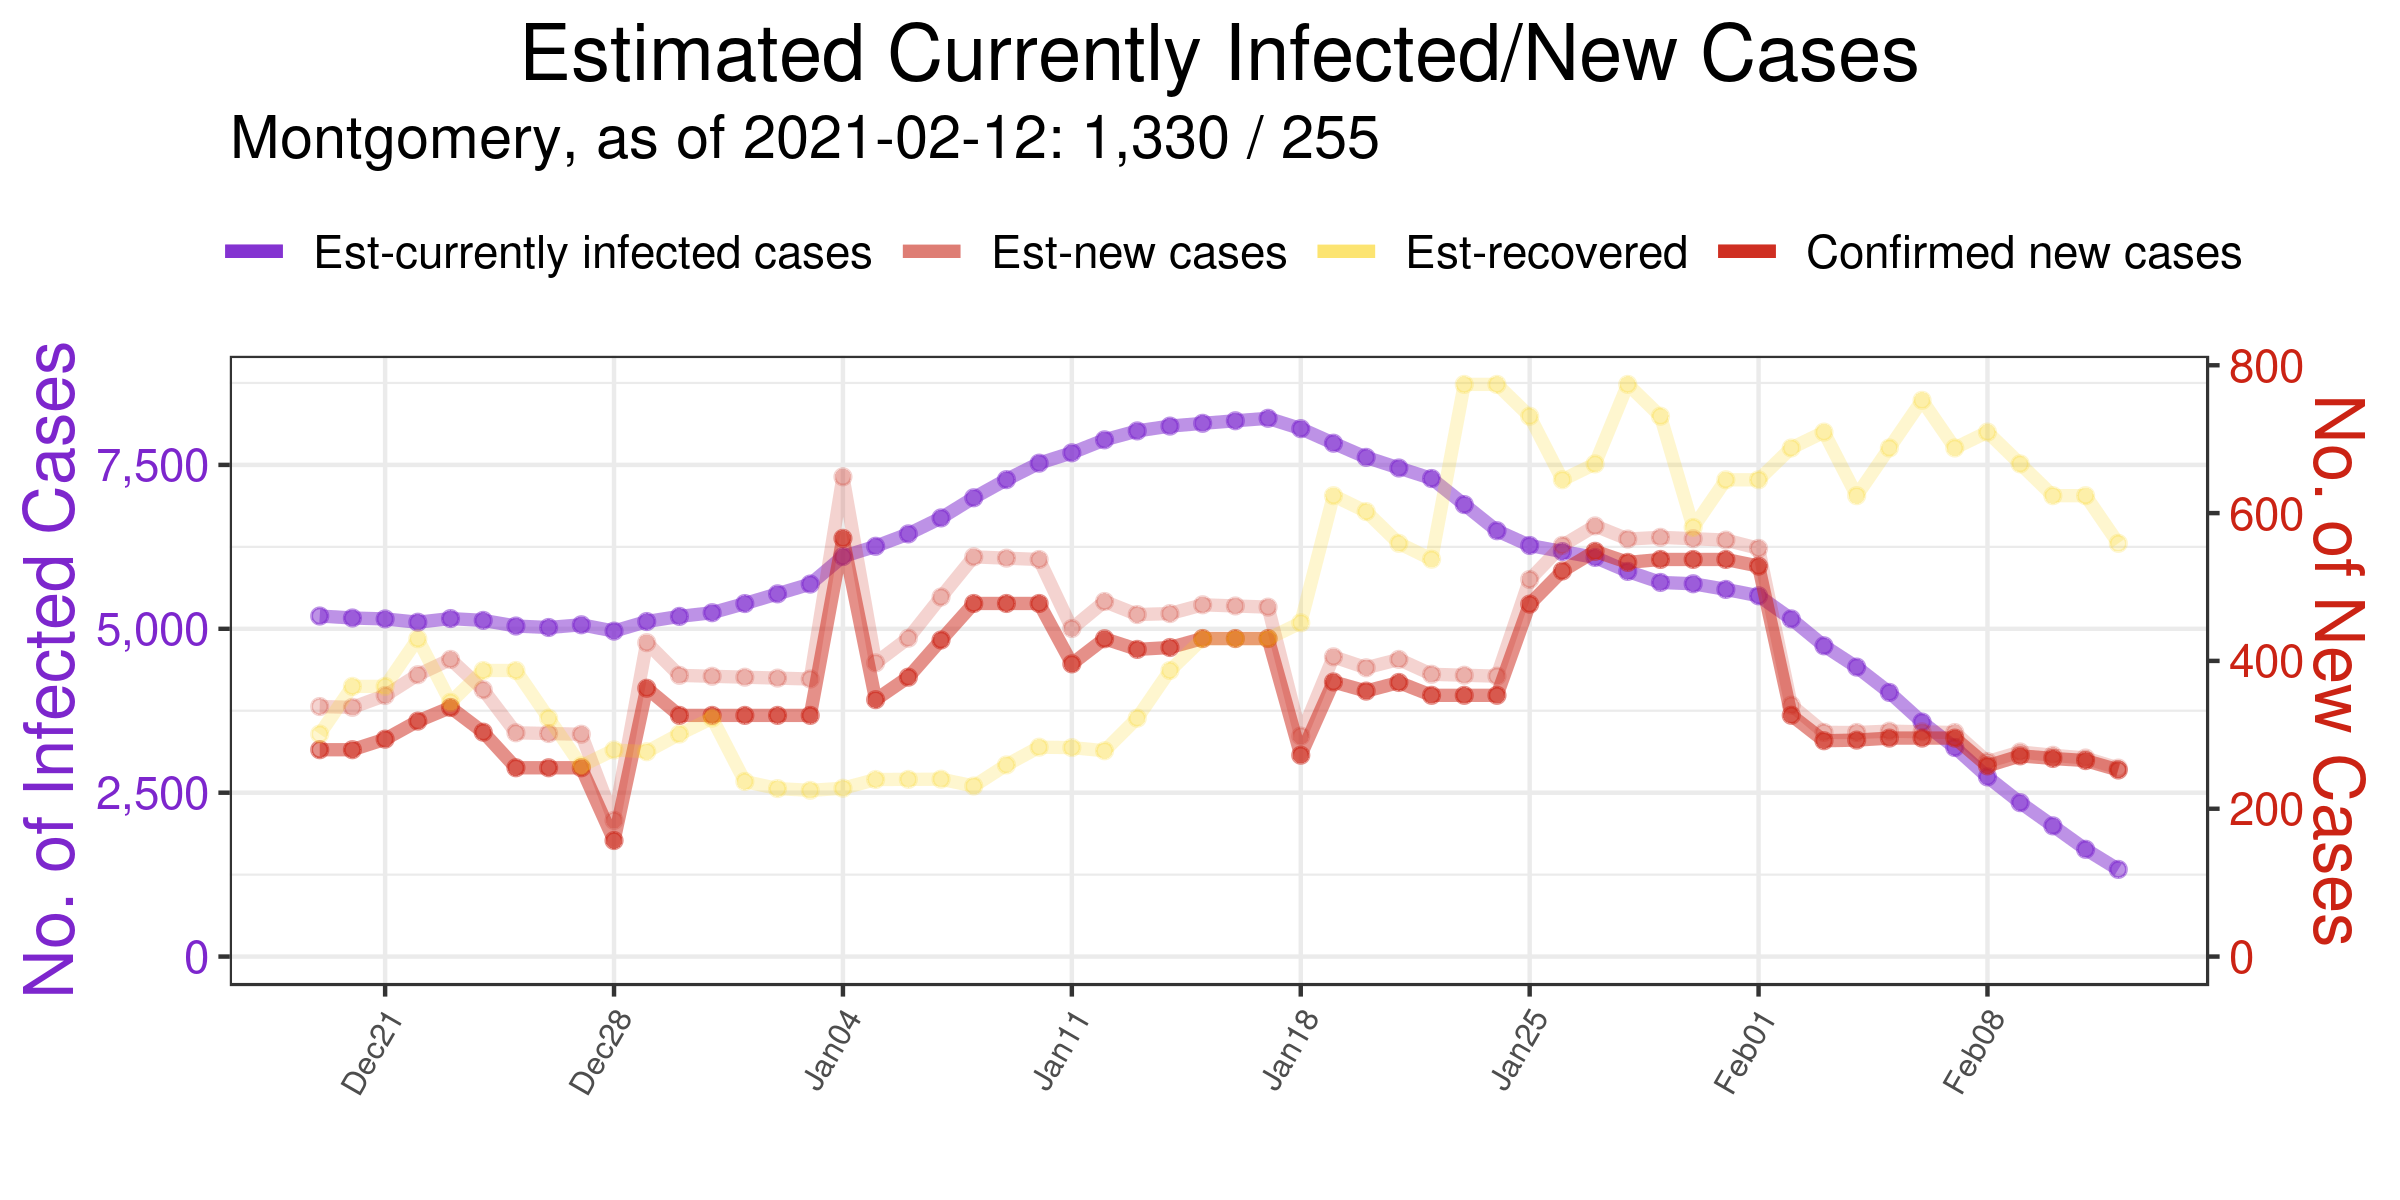 Estimated Currently Infected/New Cases
Montgomery, as of 2021-02-12: 1,330 / 255
Est-currently infected cases Est-new cases Est-recovered Confirmed new cases
No. of Infected Cases
7,500
5,000
2,500
0
800
600
400
200
0
No. of New Cases
Dec21 Dec28 Jan04 Jan11 Jan18 Jan25 Feb01 Feb08